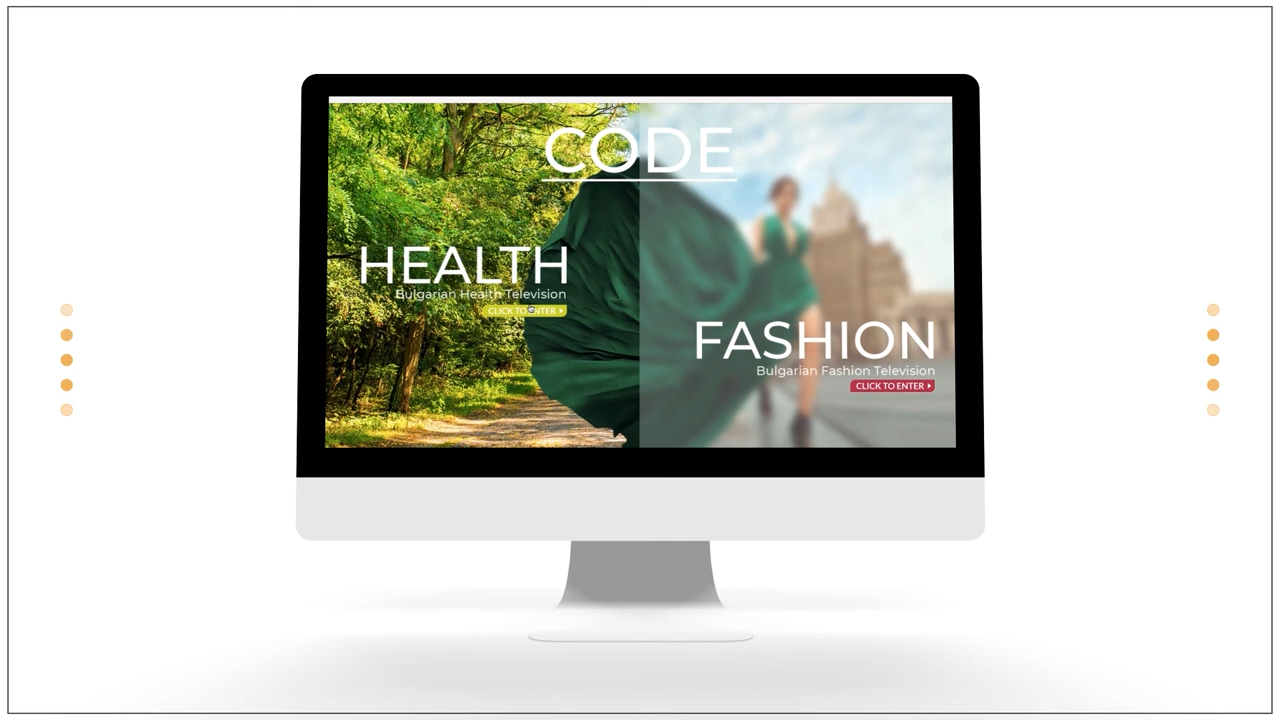 CODE
HEALTH
Bulgarian Health Television
CLICK TO ENTER
FASHION
Bulgarian Fashion Television
CLICK TO ENTER